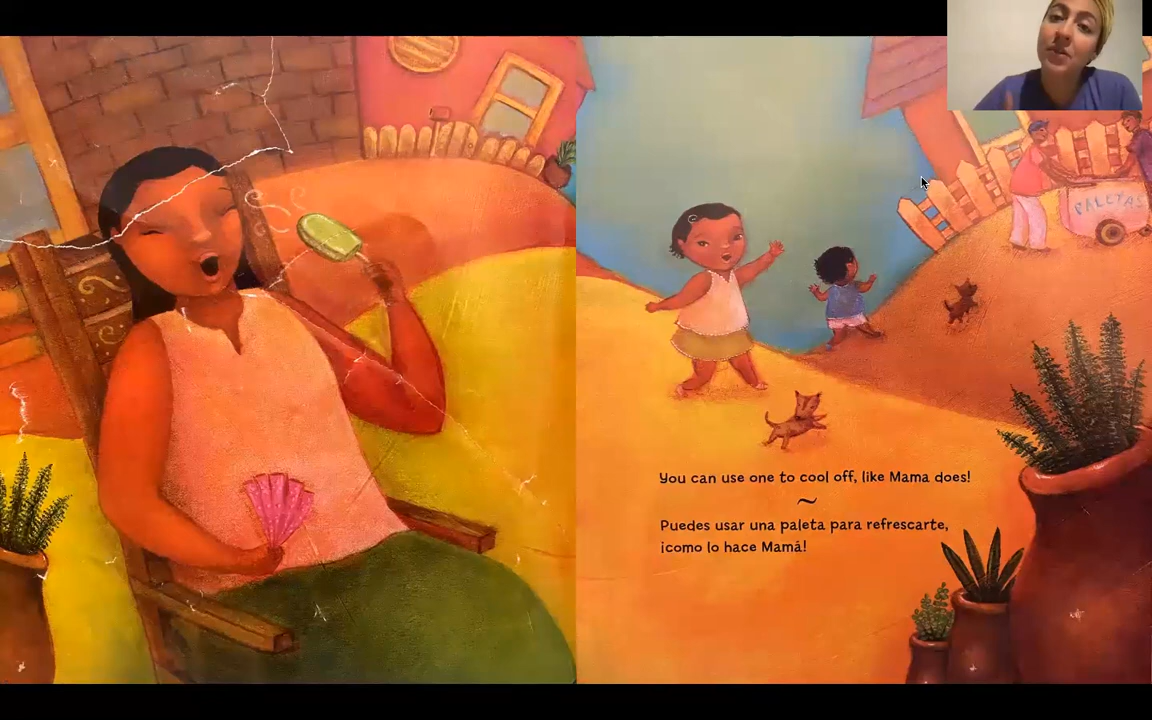 PALETAS
You can use one to cool off, like Mama does!
~
Puedes usar una paleta para refrescarte,
¡como lo hace Mamá!